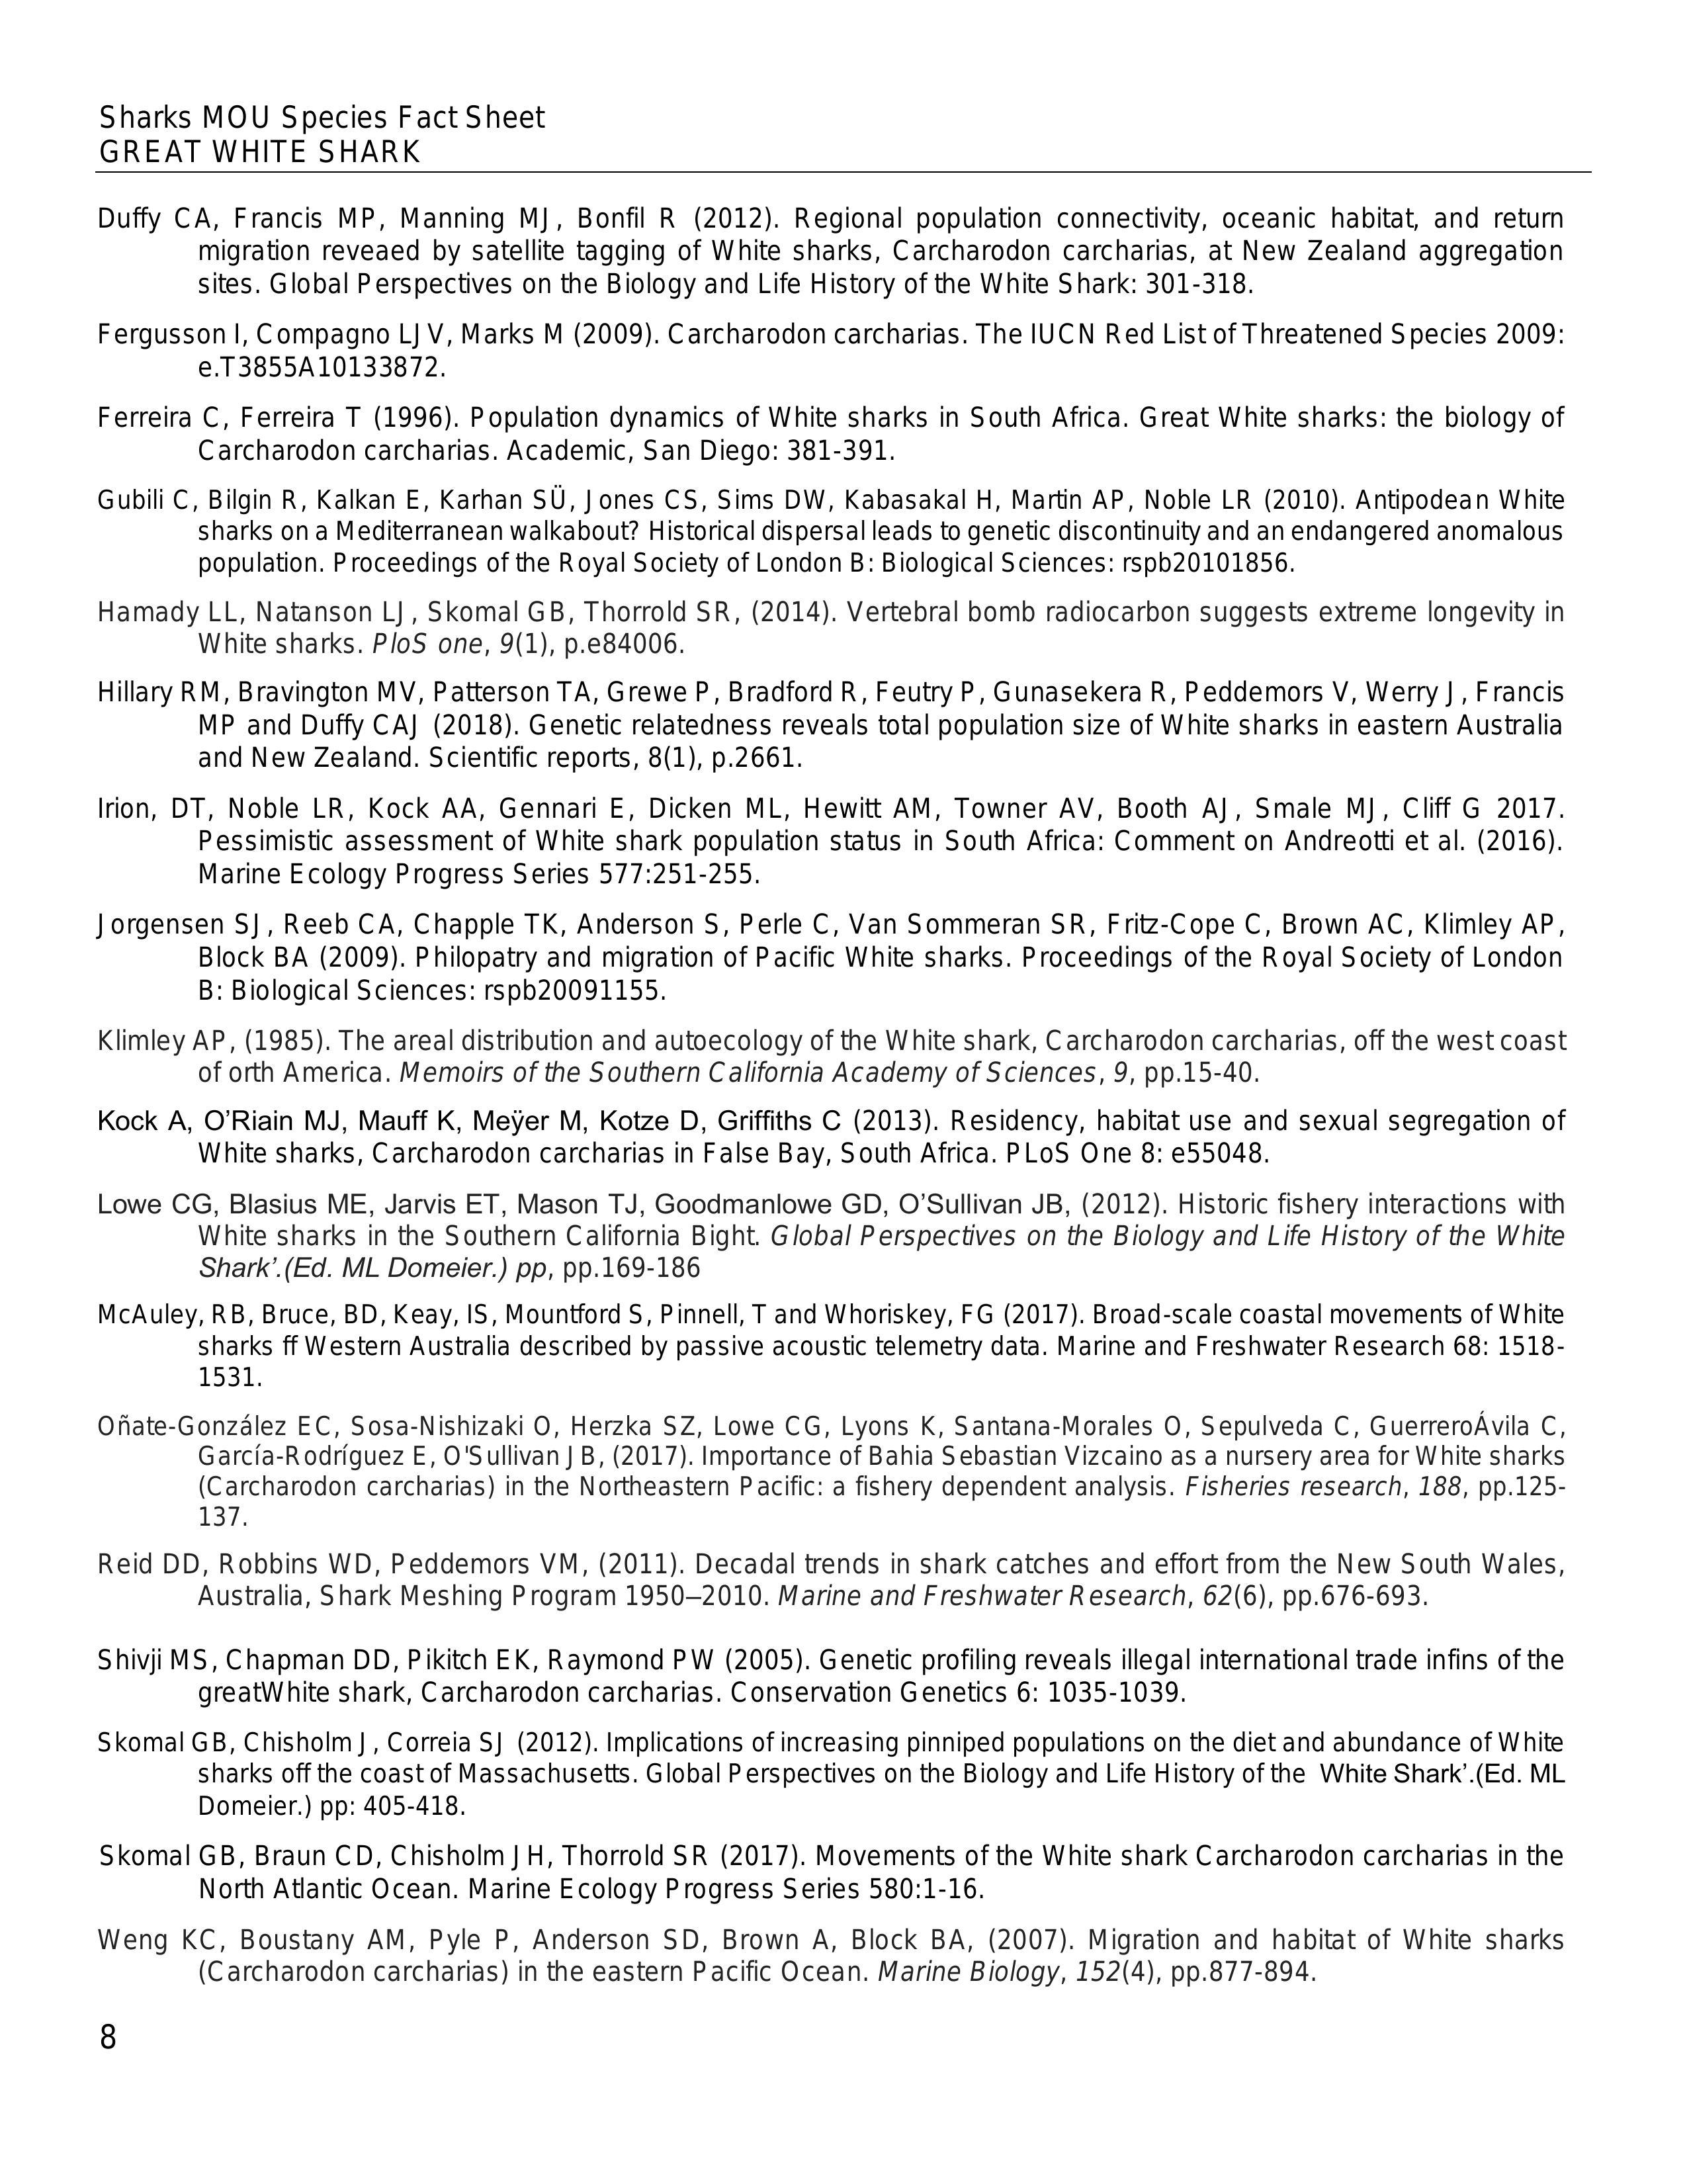 Sharks MOU Species Fact Sheet
GREAT WHITE SHARK
Duffy CA, Francis MP, Manning MJ, Bonfil R (2012). Regional population connectivity, oceanic habitat, and return
migration reveaed by satellite tagging of White sharks, Carcharodon carcharias, at New Zealand aggregation
sites. Global Perspectives on the Biology and Life History of the White Shark: 301-318.
Fergusson I, Compagno LJV, Marks M (2009). Carcharodon carcharias. The IUCN Red List of Threatened Species 2009:
e.T3855A10133872.
Ferreira C, Ferreira T (1996). Population dynamics of White sharks in South Africa. Great White sharks: the biology of
Carcharodon carcharias. Academic, San Diego: 381-391.
Gubili C, Bilgin R, Kalkan E, Karhan SÜ, Jones CS, Sims DW, Kabasakal H, Martin AP, Noble LR (2010). Antipodean White
sharks on a Mediterranean walkabout? Historical dispersal leads to genetic discontinuity and an endangered anomalous
population. Proceedings of the Royal Society of London B: Biological Sciences: rspb20101856.
Hamady LL, Natanson LJ, Skomal GB, Thorrold SR, (2014). Vertebral bomb radiocarbon suggests extreme longevity in
White sharks. PloS one, 9(1), p.e84006.
Hillary RM, Bravington MV, Patterson TA, Grewe P, Bradford R, Feutry P, Gunasekera R, Peddemors V, Werry J, Francis
MP and Duffy CAJ (2018). Genetic relatedness reveals total population size of White sharks in eastern Australia
and New Zealand. Scientific reports, 8(1), p.2661.
Irion, DT, Noble LR, Kock AA, Gennari E, Dicken ML, Hewitt AM, Towner AV, Booth AJ, Smale MJ, Cliff G 2017.
Pessimistic assessment of White shark population status in South Africa: Comment on Andreotti et al. (2016).
Marine Ecology Progress Series 577:251-255.
Jorgensen SJ, Reeb CA, Chapple TK, Anderson S, Perle C, Van Sommeran SR, Fritz-Cope C, Brown AC, Klimley AP,
Block BA (2009). Philopatry and migration of Pacific White sharks. Proceedings of the Royal Society of London
B: Biological Sciences: rspb20091155.
Klimley AP, (1985). The areal distribution and autoecology of the White shark, Carcharodon carcharias, off the west coast
of orth America. Memoirs of the Southern California Academy of Sciences, 9, pp.15-40.
Kock A, O’Riain MJ, Mauff K, Meÿer M, Kotze D, Griffiths C (2013). Residency, habitat use and sexual segregation of
White sharks, Carcharodon carcharias in False Bay, South Africa. PLoS One 8: e55048.
Lowe CG, Blasius ME, Jarvis ET, Mason TJ, Goodmanlowe GD, O’Sullivan JB, (2012). Historic fishery interactions with
White sharks in the Southern California Bight. Global Perspectives on the Biology and Life History of the White
Shark’.(Ed. ML Domeier.) pp, pp.169-186
McAuley, RB, Bruce, BD, Keay, IS, Mountford S, Pinnell, T and Whoriskey, FG (2017). Broad-scale coastal movements of White
sharks ff Western Australia described by passive acoustic telemetry data. Marine and Freshwater Research 68: 1518-
1531.
Oñate-González EC, Sosa-Nishizaki O, Herzka SZ, Lowe CG, Lyons K, Santana-Morales O, Sepulveda C, GuerreroÁvila C,
García-Rodríguez E, O'Sullivan JB, (2017). Importance of Bahia Sebastian Vizcaino as a nursery area for White sharks
(Carcharodon carcharias) in the Northeastern Pacific: a fishery dependent analysis. Fisheries research, 188, pp.125-
137.
Reid DD, Robbins WD, Peddemors VM, (2011). Decadal trends in shark catches and effort from the New South Wales,
Australia, Shark Meshing Program 1950–2010. Marine and Freshwater Research, 62(6), pp.676-693.
Shivji MS, Chapman DD, Pikitch EK, Raymond PW (2005). Genetic profiling reveals illegal international trade infins of the
greatWhite shark, Carcharodon carcharias. Conservation Genetics 6: 1035-1039.
Skomal GB, Chisholm J, Correia SJ (2012). Implications of increasing pinniped populations on the diet and abundance of White
sharks off the coast of Massachusetts. Global Perspectives on the Biology and Life History of the White Shark’.(Ed. ML
Domeier.) pp: 405-418.
Skomal GB, Braun CD, Chisholm JH, Thorrold SR (2017). Movements of the White shark Carcharodon carcharias in the
North Atlantic Ocean. Marine Ecology Progress Series 580:1-16.
Weng KC, Boustany AM, Pyle P, Anderson SD, Brown A, Block BA, (2007). Migration and habitat of White sharks
(Carcharodon carcharias) in the eastern Pacific Ocean. Marine Biology, 152(4), pp.877-894.
8